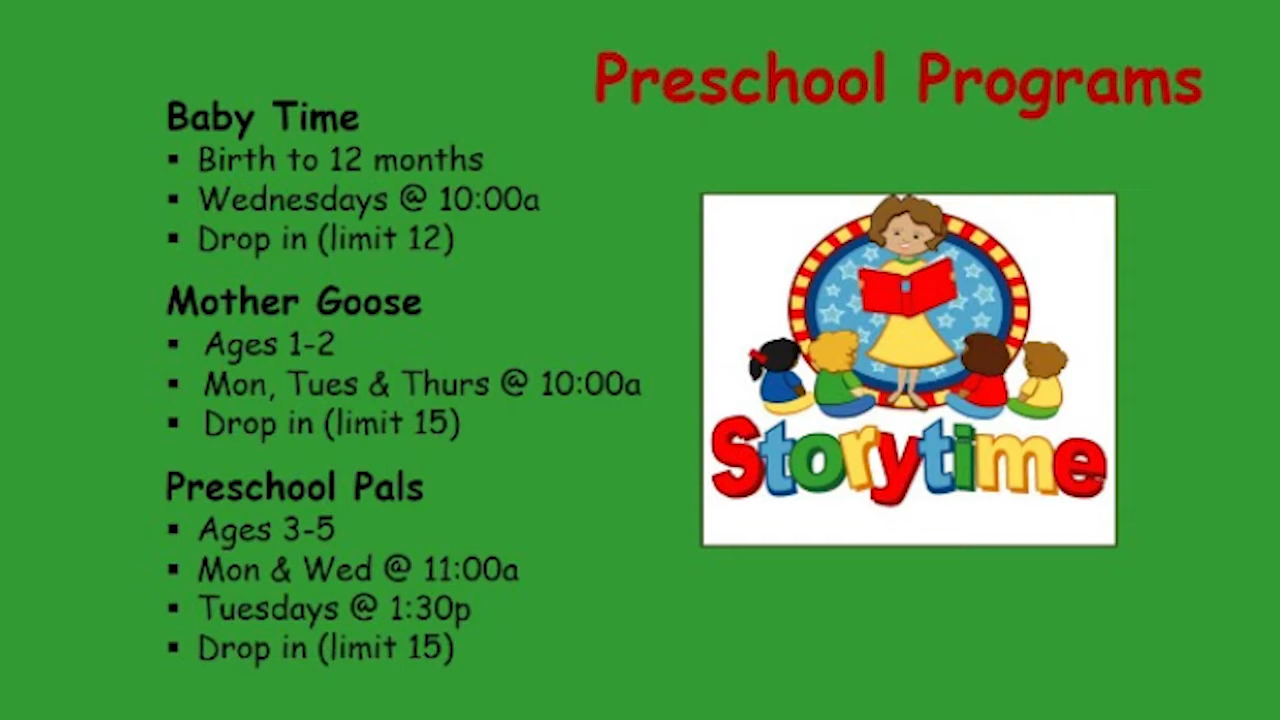 Preschool Programs
Baby Time
▪ Birth to 12 months
▪ Wednesdays @ 10:00a
▪ Drop in (limit 12)
Mother Goose
▪ Ages 1-2
▪ Mon, Tues & Thurs @ 10:00a
▪ Drop in (limit 15)
Preschool Pals
▪ Ages 3-5
▪ Mon & Wed @ 11:00a
▪ Tuesdays @ 1:30p
▪ Drop in (limit 15)
Storytime